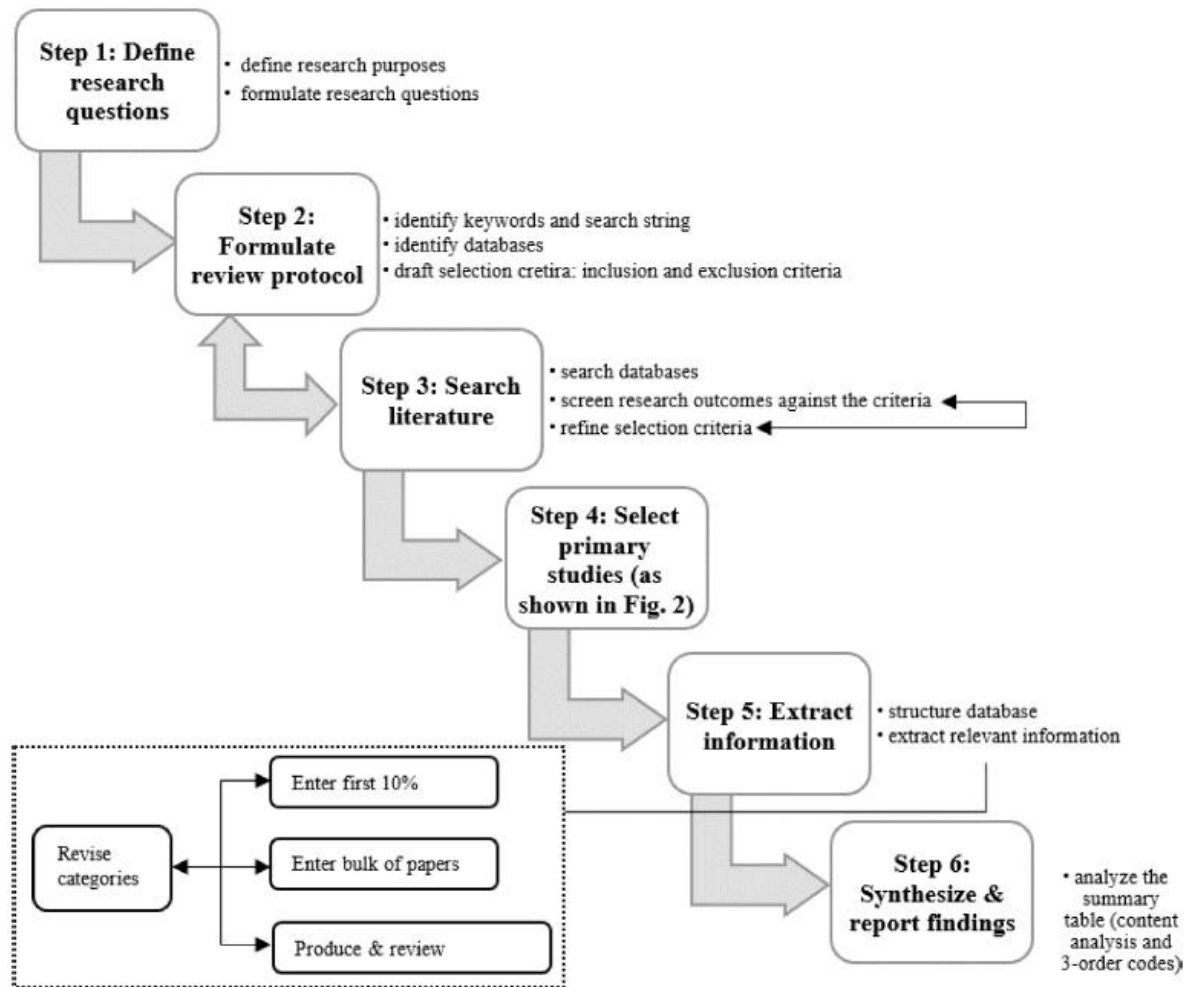 Step 1: Define
research
questions
• define research purposes
• formulate research questions
Step 2:
Formulate
review protocol
• identify keywords and search string
• identify databases
• draft selection cretira: inclusion and exclusion criteria
Step 3: Search
literature
• search databases
• screen research outcomes against the criteria
• refine selection criteria
Step 4: Select
primary
studies (as
shown in Fig. 2)
Step 5: Extract
information
• structure database
• extract relevant information
Revise
categories
Enter first 10%
Enter bulk of papers
Produce & review
Step 6:
Synthesize &
report findings
• analyze the
summary
table (content
analysis and
3-order codes)